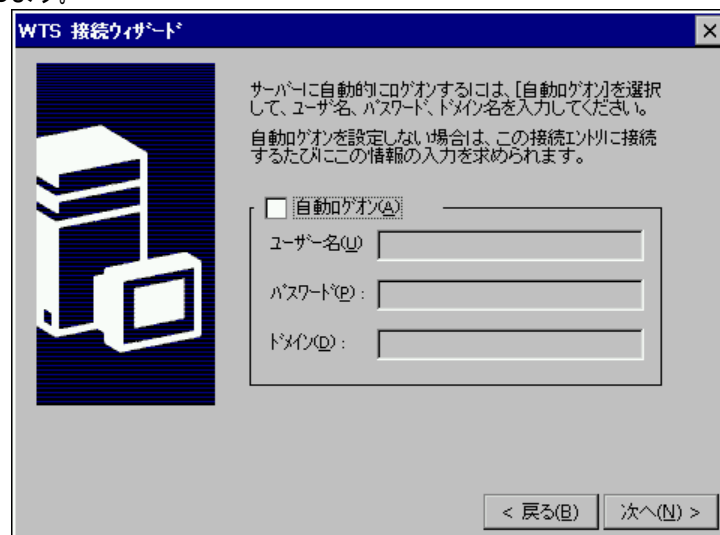 します。
WTS 接続ウィザード
サーバーに自動的にログオンするには、[自動ログオン]を選択
して、ユーザ名、パスワード、ドメイン名を入力してください。
自動ログオンを設定しない場合は、この接続エントリに接続
するたびにこの情報の入力を求められます。
自動ログオン(A)
ユーザー名(U)
パスワード(P) :
ドメイン(D) :
< 戻る(B)
次へ(N) >